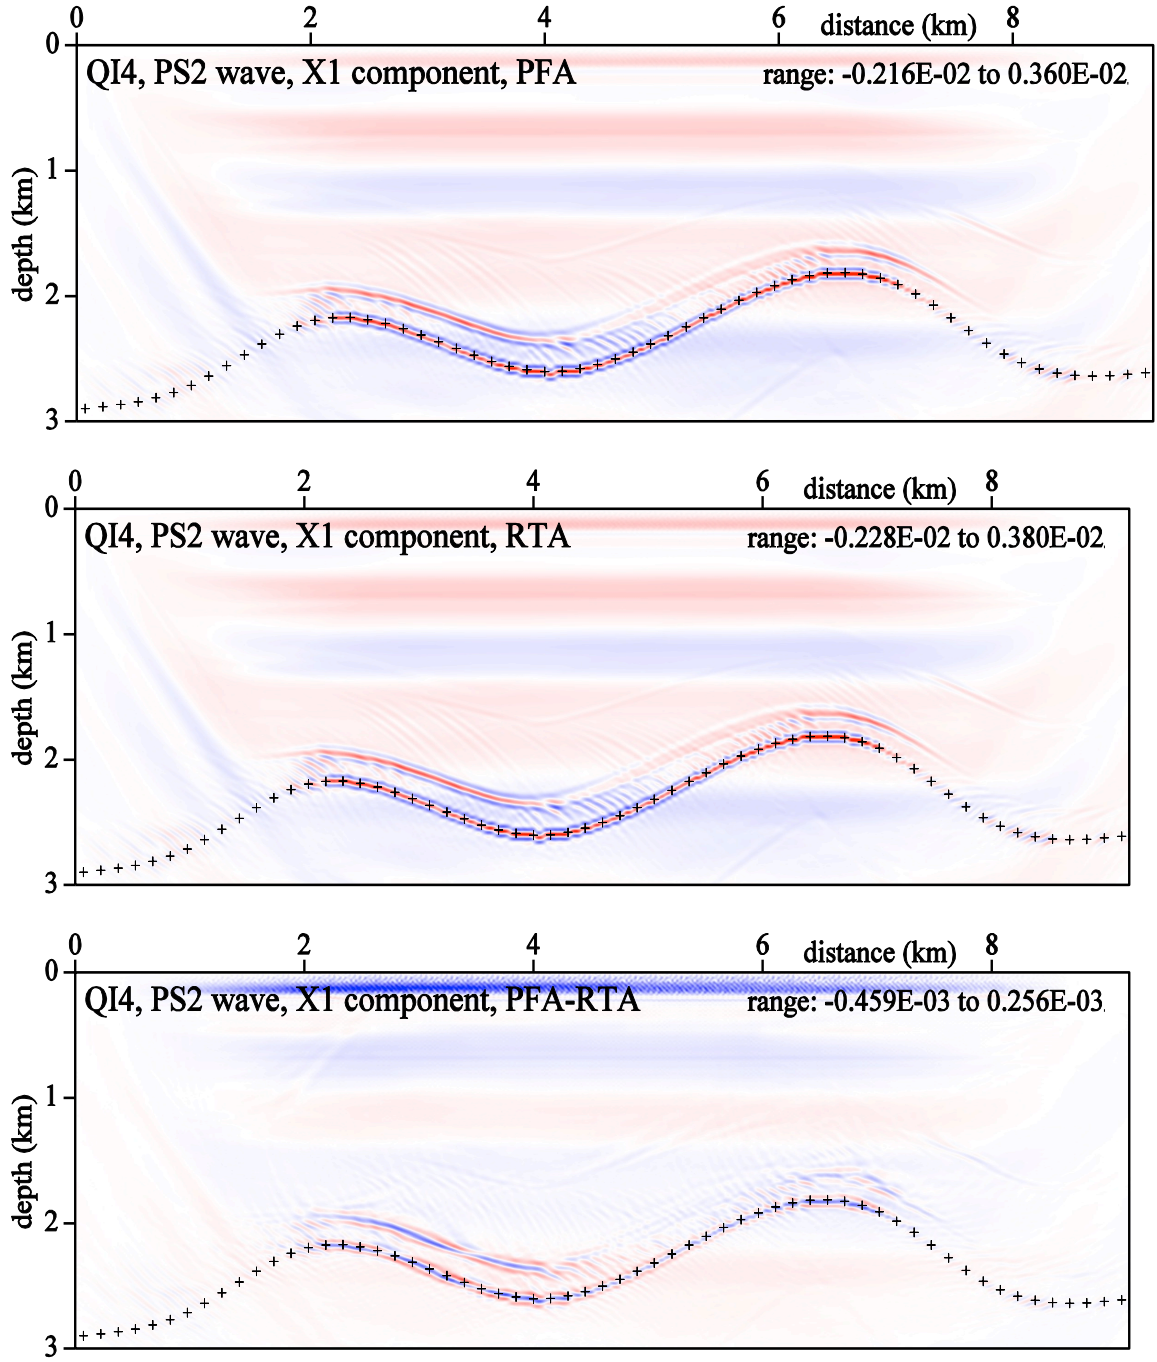 0 2 4 6 distance (km) 8
0
QI4, PS2 wave, X1 component, PFA range: -0.216E-02 to 0.360E-02
1
depth (km)
2
3
0 2 4 6 distance (km) 8
0
QI4, PS2 wave, X1 component, RTA range: -0.228E-02 to 0.380E-02
1
depth (km)
2
3
0 2 4 6 distance (km) 8
QI4, PS2 wave, X1 component, PFA-RTA range: -0.459E-03 to 0.256E-03
1
depth (km)
2
3